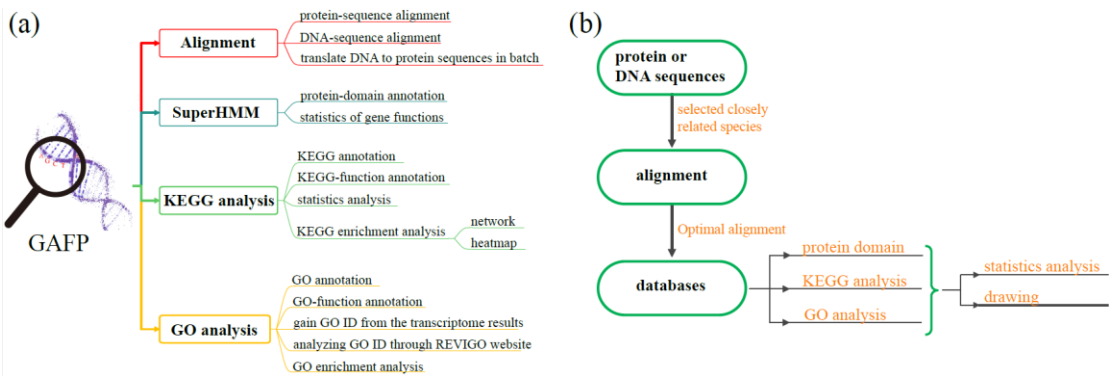 (a)
GAFP
Alignment
protein-sequence alignment
DNA-sequence alignment
translate DNA to protein sequences in batch
SuperHMM
protein-domain annotation
statistics of gene functions
KEGG analysis
KEGG annotation
KEGG-function annotation
statistics analysis
KEGG enrichment analysis
network
heatmap
GO analysis
GO annotation
GO-function annotation
gain GO ID from the transcriptome results
analyzing GO ID through REVIGO website
GO enrichment analysis
(b)
protein or
DNA sequences
selected closely
related species
alignment
Optimal alignment
databases
protein domain
KEGG analysis
GO analysis
statistics analysis
drawing